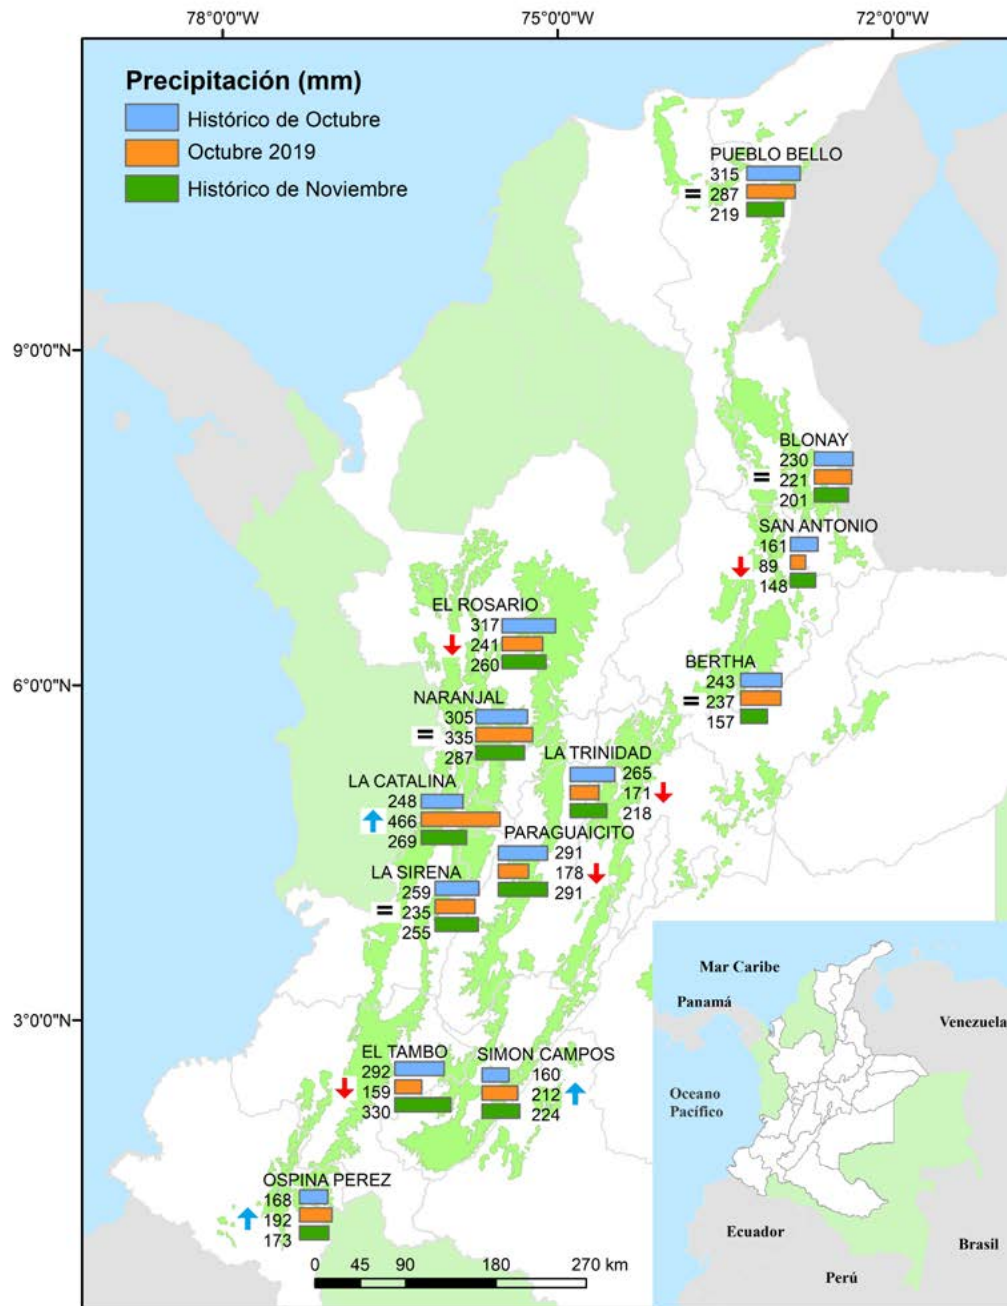 78°0'0"W 75°0'0"W 72°0'0"W
Precipitación (mm)
Histórico de Octubre
Octubre 2019
Histórico de Noviembre
PUEBLO BELLO
315
= 287
219
9°0'0"N
BLONAY
230
= 221
201
SAN ANTONIO
161
89
148
EL ROSARIO
317
241
260
6°0'0"N
BERTHA
243
= 237
157
NARANJAL
305
= 335
287
LA TRINIDAD
265
171
218
LA CATALINA
248
466
269
PARAGUAICITO
291
178
291
LA SIRENA
259
= 235
255
3°0'0"N
EL TAMBO
292
159
330
SIMON CAMPOS
160
212
224
OSPINA PEREZ
168
192
173
0 45 90 180 270 km
Mar Caribe
Panamá
Venezuela
Oceano
Pacífico
Ecuador
Brasil
Perú